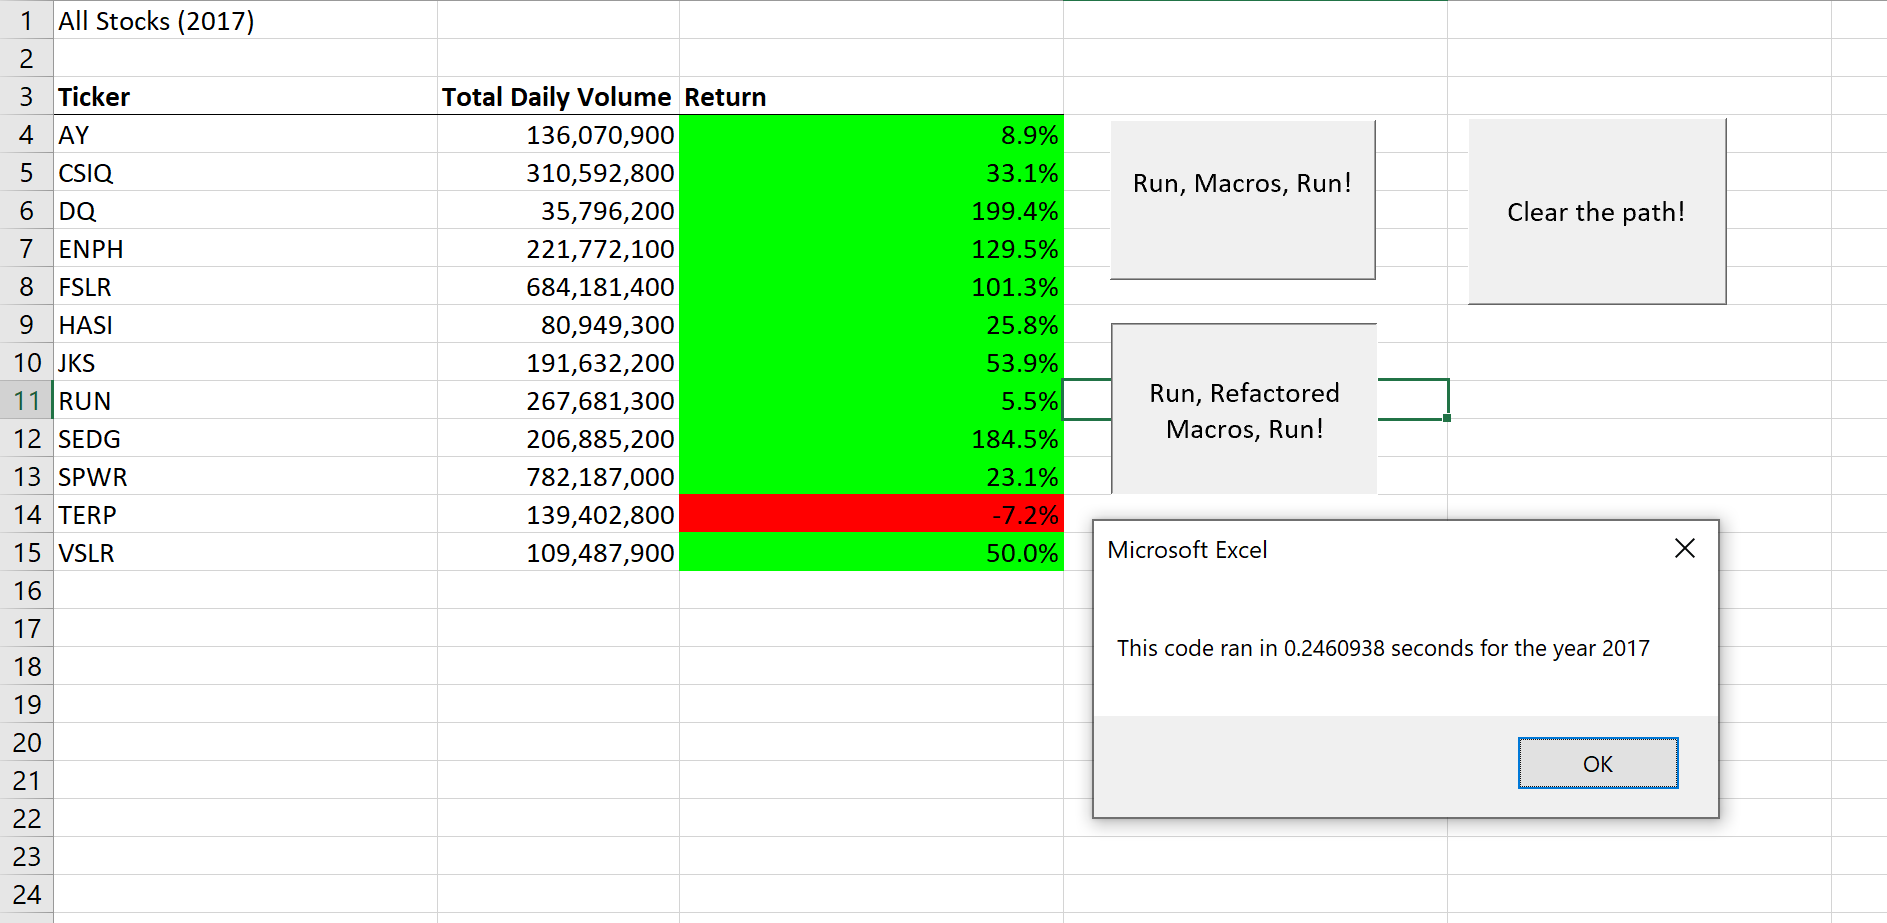 1 All Stocks (2017)
2
3 Ticker Total Daily Volume Return
4 AY 136,070,900 8.9%
5 CSIQ 310,592,800 33.1%
6 DQ 35,796,200 199.4%
7 ENPH 221,772,100 129.5%
8 FSLR 684,181,400 101.3%
9 HASI 80,949,300 25.8%
10 JKS 191,632,200 53.9%
11 RUN 267,681,300 5.5%
12 SEDG 206,885,200 184.5%
13 SPWR 782,187,000 23.1%
14 TERP 139,402,800 -7.2%
15 VSLR 109,487,900 50.0%
16
17
18
19
20
21
22
23
24
Run, Macros, Run!
Clear the path!
Run, Refactored
Macros, Run!
Microsoft Excel
This code ran in 0.2460938 seconds for the year 2017
OK